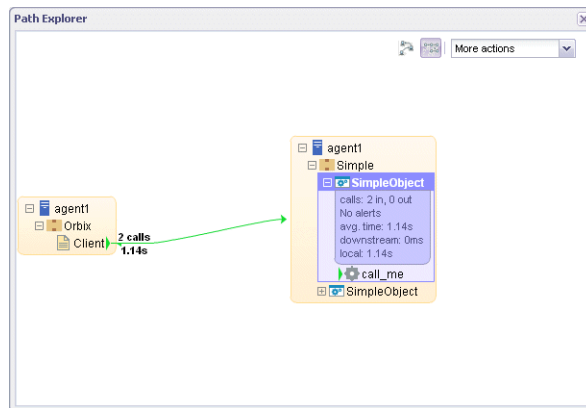 Path Explorer
More actions
agent1
Orbix
Client
2 calls
1.14s
agent1
Simple
SimpleObject
calls: 2 in, 0 out
No alerts
avg. time: 1.14s
downstream: 0ms
local: 1.14s
call_me
SimpleObject